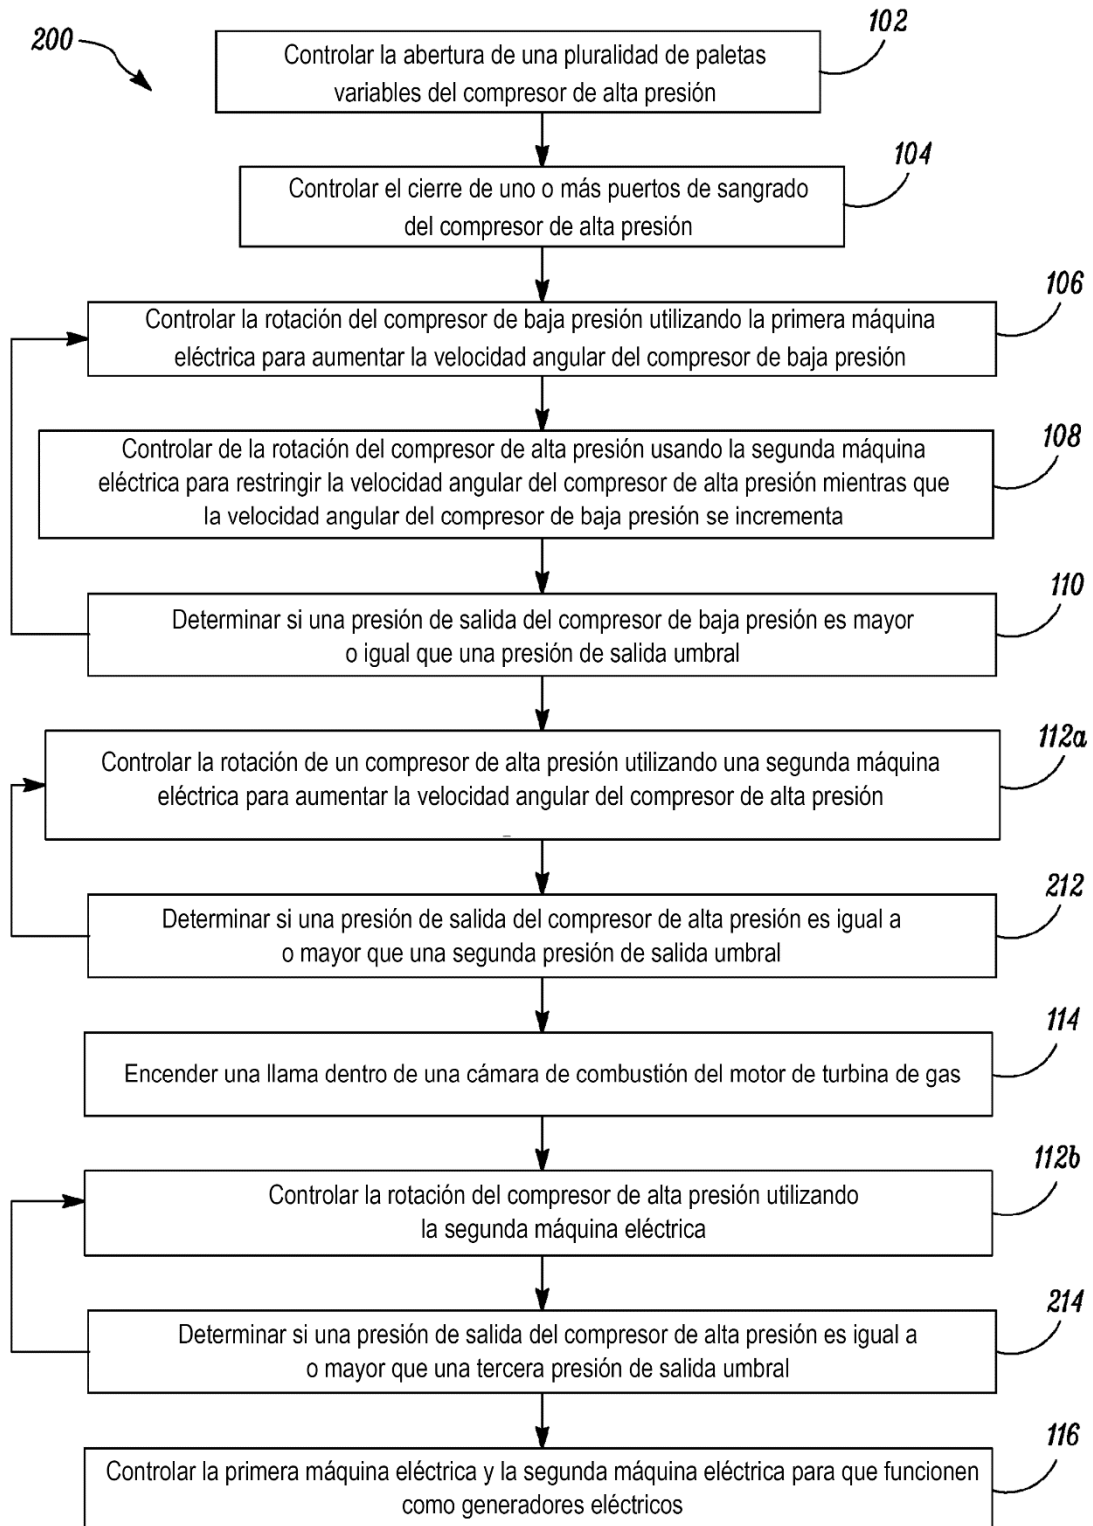 200
102
Controlar la abertura de una pluralidad de paletas
variables del compresor de alta presión
104
Controlar el cierre de uno o más puertos de sangrado
del compresor de alta presión
106
Controlar la rotación del compresor de baja presión utilizando la primera máquina
eléctrica para aumentar la velocidad angular del compresor de baja presión
108
Controlar de la rotación del compresor de alta presión usando la segunda máquina
eléctrica para restringir la velocidad angular del compresor de alta presión mientras que
la velocidad angular del compresor de baja presión se incrementa
110
Determinar si una presión de salida del compresor de baja presión es mayor
o igual que una presión de salida umbral
112a
Controlar la rotación de un compresor de alta presión utilizando una segunda máquina
eléctrica para aumentar la velocidad angular del compresor de alta presión
212
Determinar si una presión de salida del compresor de alta presión es igual a
o mayor que una segunda presión de salida umbral
114
Encender una llama dentro de una cámara de combustión del motor de turbina de gas
112b
Controlar la rotación del compresor de alta presión utilizando
la segunda máquina eléctrica
214
Determinar si una presión de salida del compresor de alta presión es igual a
o mayor que una tercera presión de salida umbral
116
Controlar la primera máquina eléctrica y la segunda máquina eléctrica para que funcionen
como generadores eléctricos